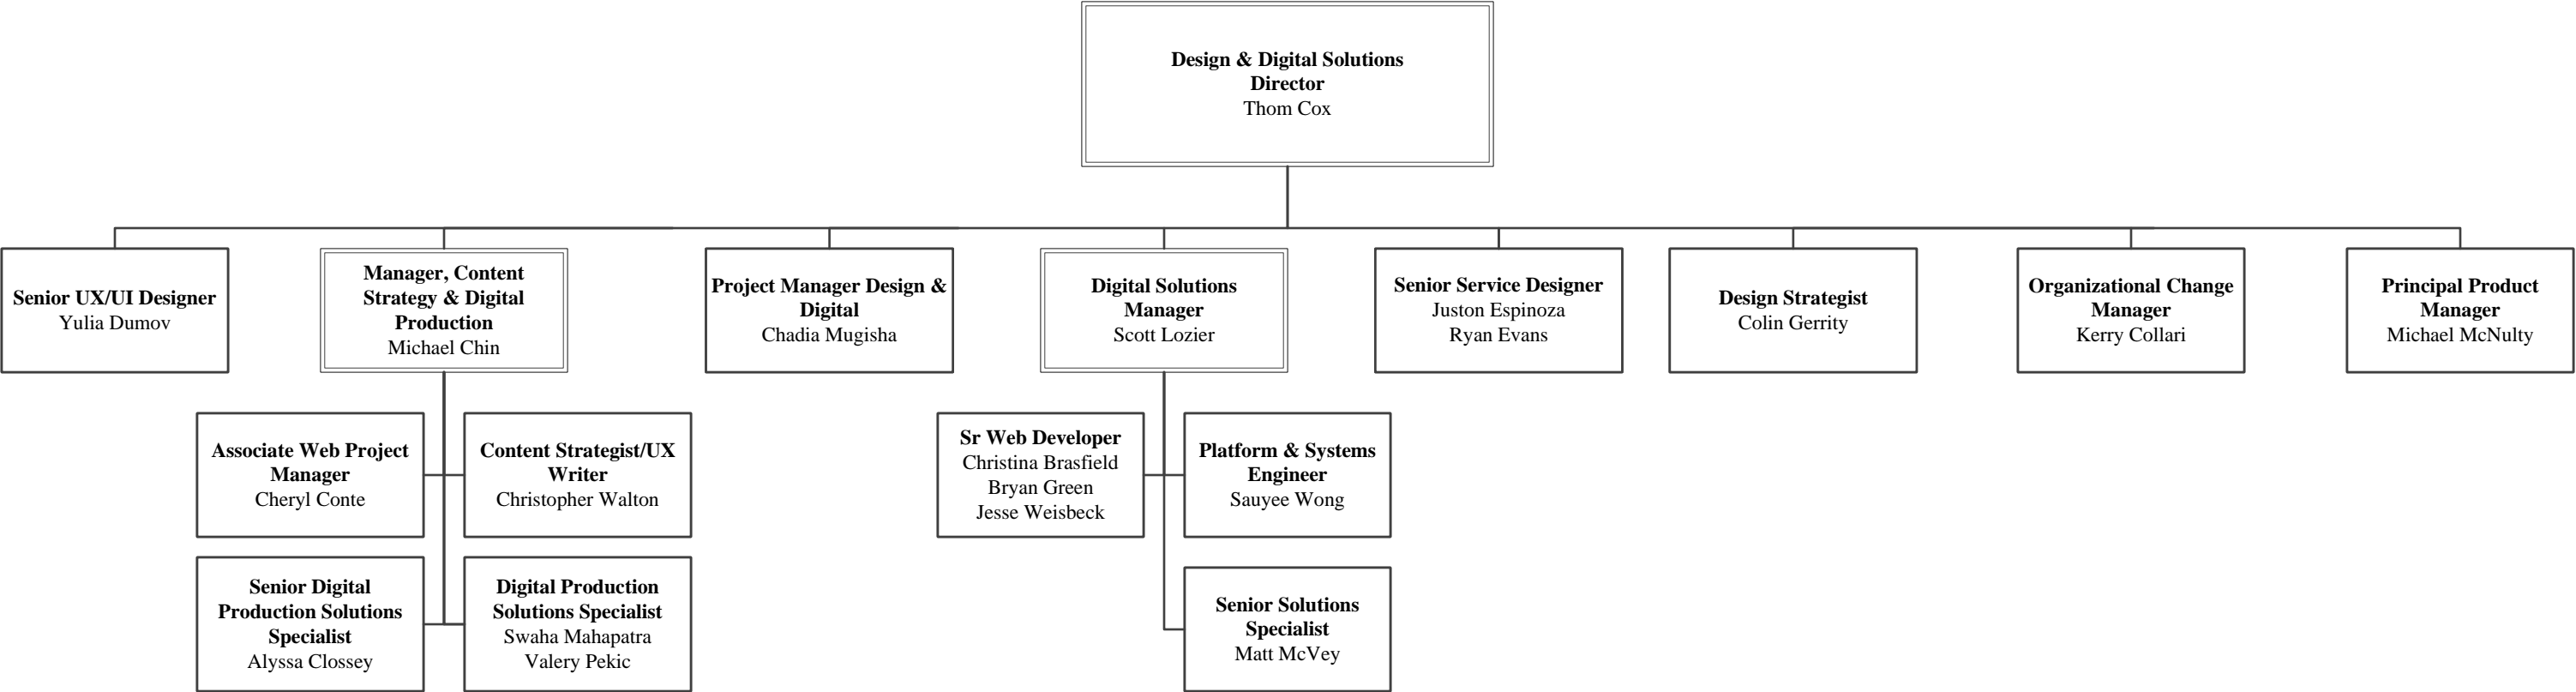 Design & Digital Solutions
Director
Thom Cox
Senior UX/UI Designer
Yulia Dumov
Manager, Content
Strategy & Digital
Production
Michael Chin
Project Manager Design &
Digital
Chadia Mugisha
Digital Solutions
Manager
Scott Lozier
Senior Service Designer
Juston Espinoza
Ryan Evans
Design Strategist
Colin Gerrity
Organizational Change
Manager
Kerry Collari
Principal Product
Manager
Michael McNulty
Associate Web Project
Manager
Cheryl Conte
Content Strategist/UX
Writer
Christopher Walton
Sr Web Developer
Christina Brasfield
Bryan Green
Jesse Weisbeck
Platform & Systems
Engineer
Sauyee Wong
Senior Digital
Production Solutions
Specialist
Alyssa Clossey
Digital Production
Solutions Specialist
Swaha Mahapatra
Valery Pekic
Senior Solutions
Specialist
Matt McVey